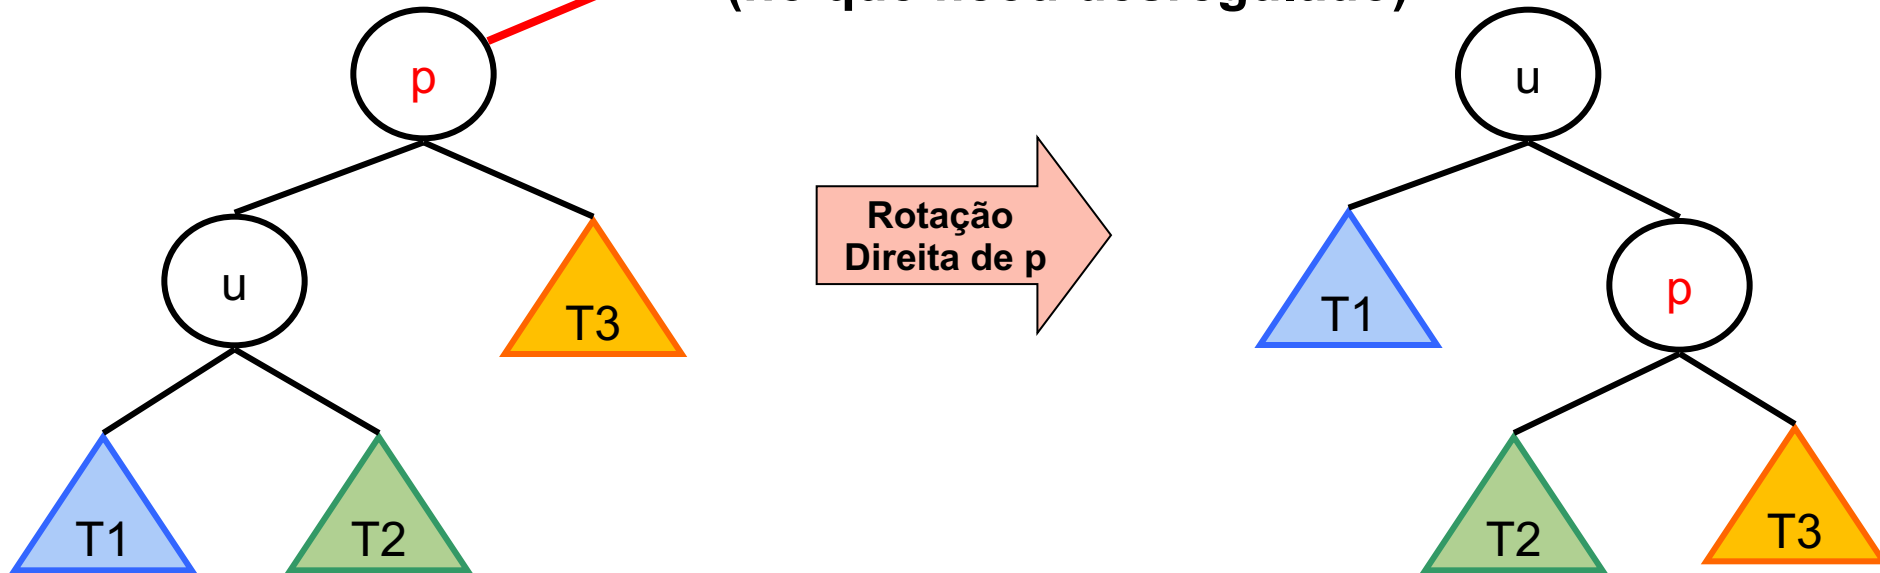 p
u
T3
T1
T2
Rotação
Direita de p
u
T1
p
T2
T3